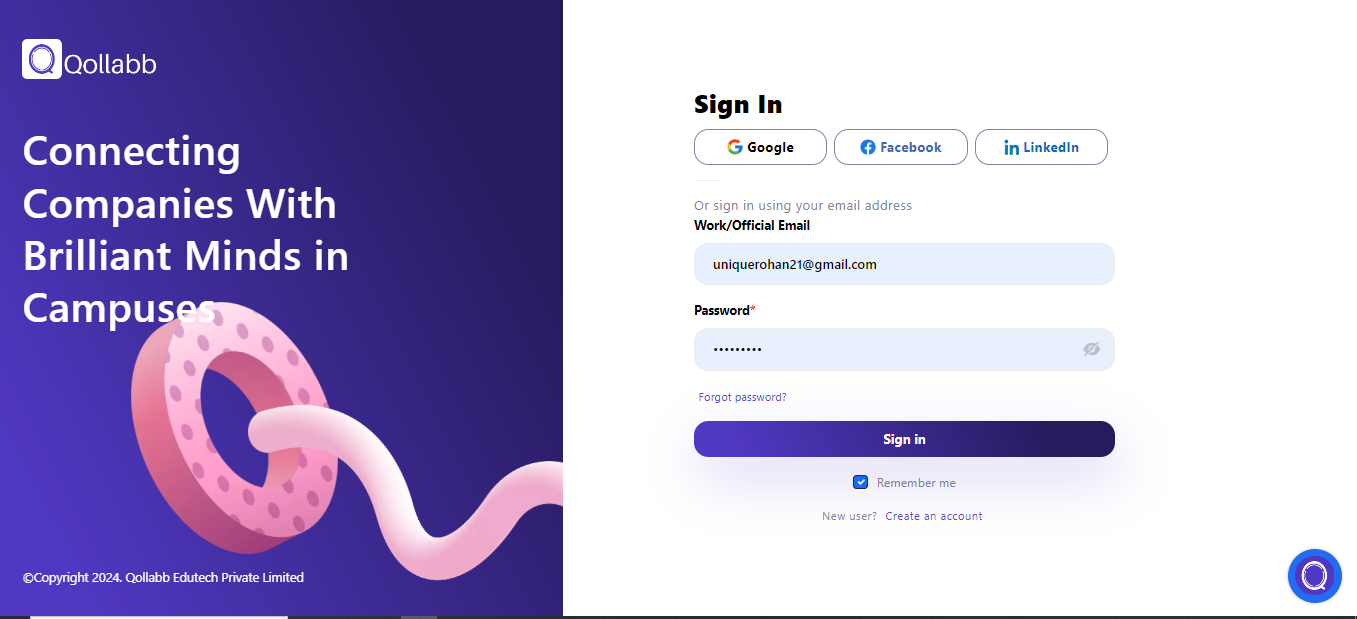 Qollabb
Connecting
Companies With
Brilliant Minds in
Campuses
©Copyright 2024. Qollabb Edutech Private Limited
Sign In
Google
Facebook
LinkedIn
Or sign in using your email address
Work/Official Email
uniquerohan21@gmail.com
Password*
•••••••••
Forgot password?
Sign in
Remember me
New user? Create an account